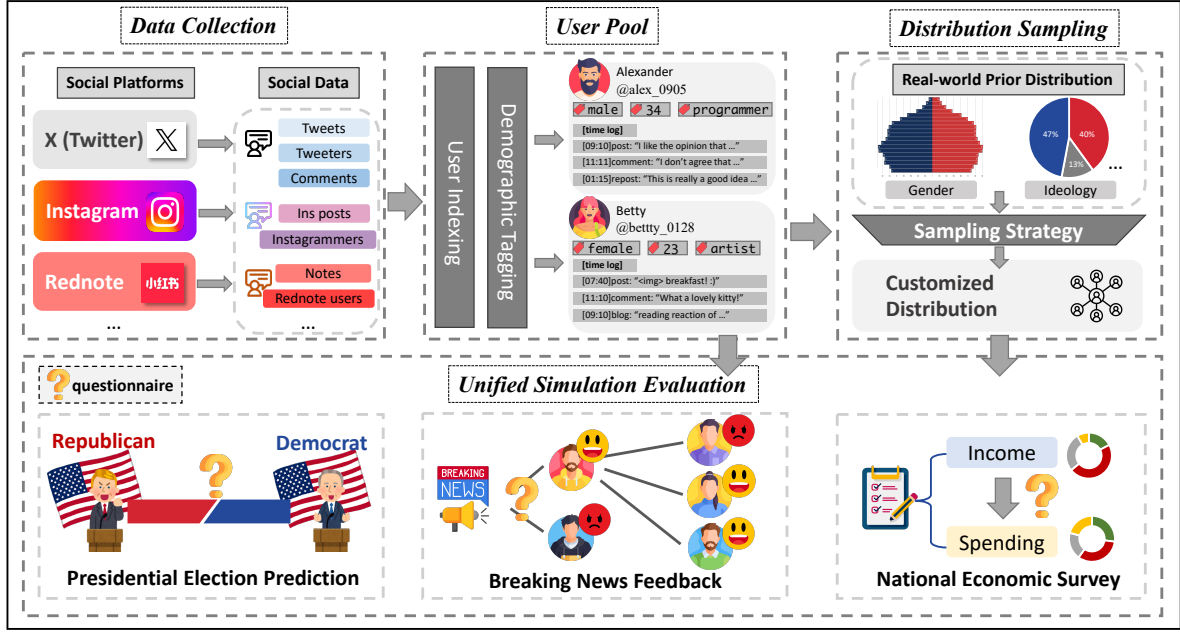 Data Collection
Social Platforms
Social Data
X (Twitter)
Tweets
Tweeters
Comments
Instagram
Ins posts
Instagrammers
Rednote
小红书
Notes
Rednote users
...
...
User Pool
User Indexing
Demographic Tagging
Alexander
@alex_0905
male
34
programmer
[time log]
[09:10]post: “I like the opinion that …”
[11:11]comment: “I don’t agree that …”
[01:15]repost: “This is really a good idea …”
Betty
@bettty_0128
female
23
artist
[time log]
[07:40]post: “<img> breakfast! :)”
[11:10]comment: “What a lovely kitty!”
[09:10]blog: “reading reaction of …”
Distribution Sampling
Real-world Prior Distribution
47%
40%
13%
...
Gender
Ideology
Sampling Strategy
Customized
Distribution
Unified Simulation Evaluation
? questionnaire
Republican
Democrat
?
Presidential Election Prediction
BREAKING
NEWS
?
Breaking News Feedback
Income
?
Spending
National Economic Survey